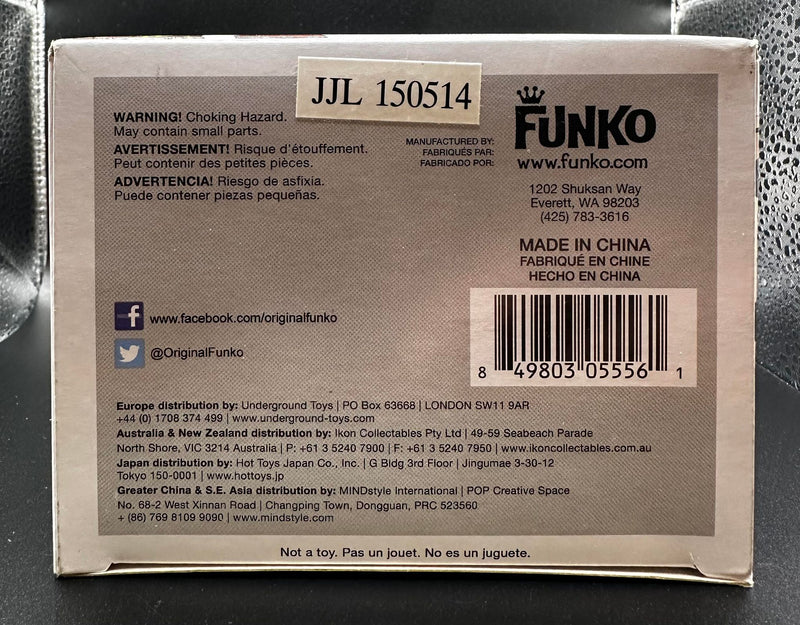 JJL 150514
WARNING! Choking Hazard.
May contain small parts.
AVERTISSEMENT! Risque d'étouffement.
Peut contenir des petites pièces.
ADVERTENCIA! Riesgo de asfixia.
Puede contener piezas pequeñas.
MANUFACTURED BY:
FABRIQUÉS PAR:
FABRICADO POR:
FUNKO
www.funko.com
1202 Shuksan Way
Everett, WA 98203
(425) 783-3616
MADE IN CHINA
FABRIQUÉ EN CHINE
HECHO EN CHINA
f www.facebook.com/originalfunko
@OriginalFunko
8 49803 05556 1
Europe distribution by: Underground Toys | PO Box 63668 | LONDON SW11 9AR
+44 (0) 1708 374 499 | www.underground-toys.com
Australia & New Zealand distribution by: Ikon Collectables Pty Ltd | 49-59 Seabeach Parade
North Shore, VIC 3214 Australia | P: +61 3 5240 7900 | F: +61 3 5240 7950 | www.ikoncollectables.com.au
Japan distribution by: Hot Toys Japan Co., Inc. | G Bldg 3rd Floor | Jingumae 3-30-12
Tokyo 150-0001 | www.hottoys.jp
Greater China & S.E. Asia distribution by: MINDstyle International | POP Creative Space
No. 68-2 West Xinnan Road | Changping Town, Dongguan, PRC 523560
+ (86) 769 8109 9090 | www.mindstyle.com
Not a toy. Pas un jouet. No es un juguete.